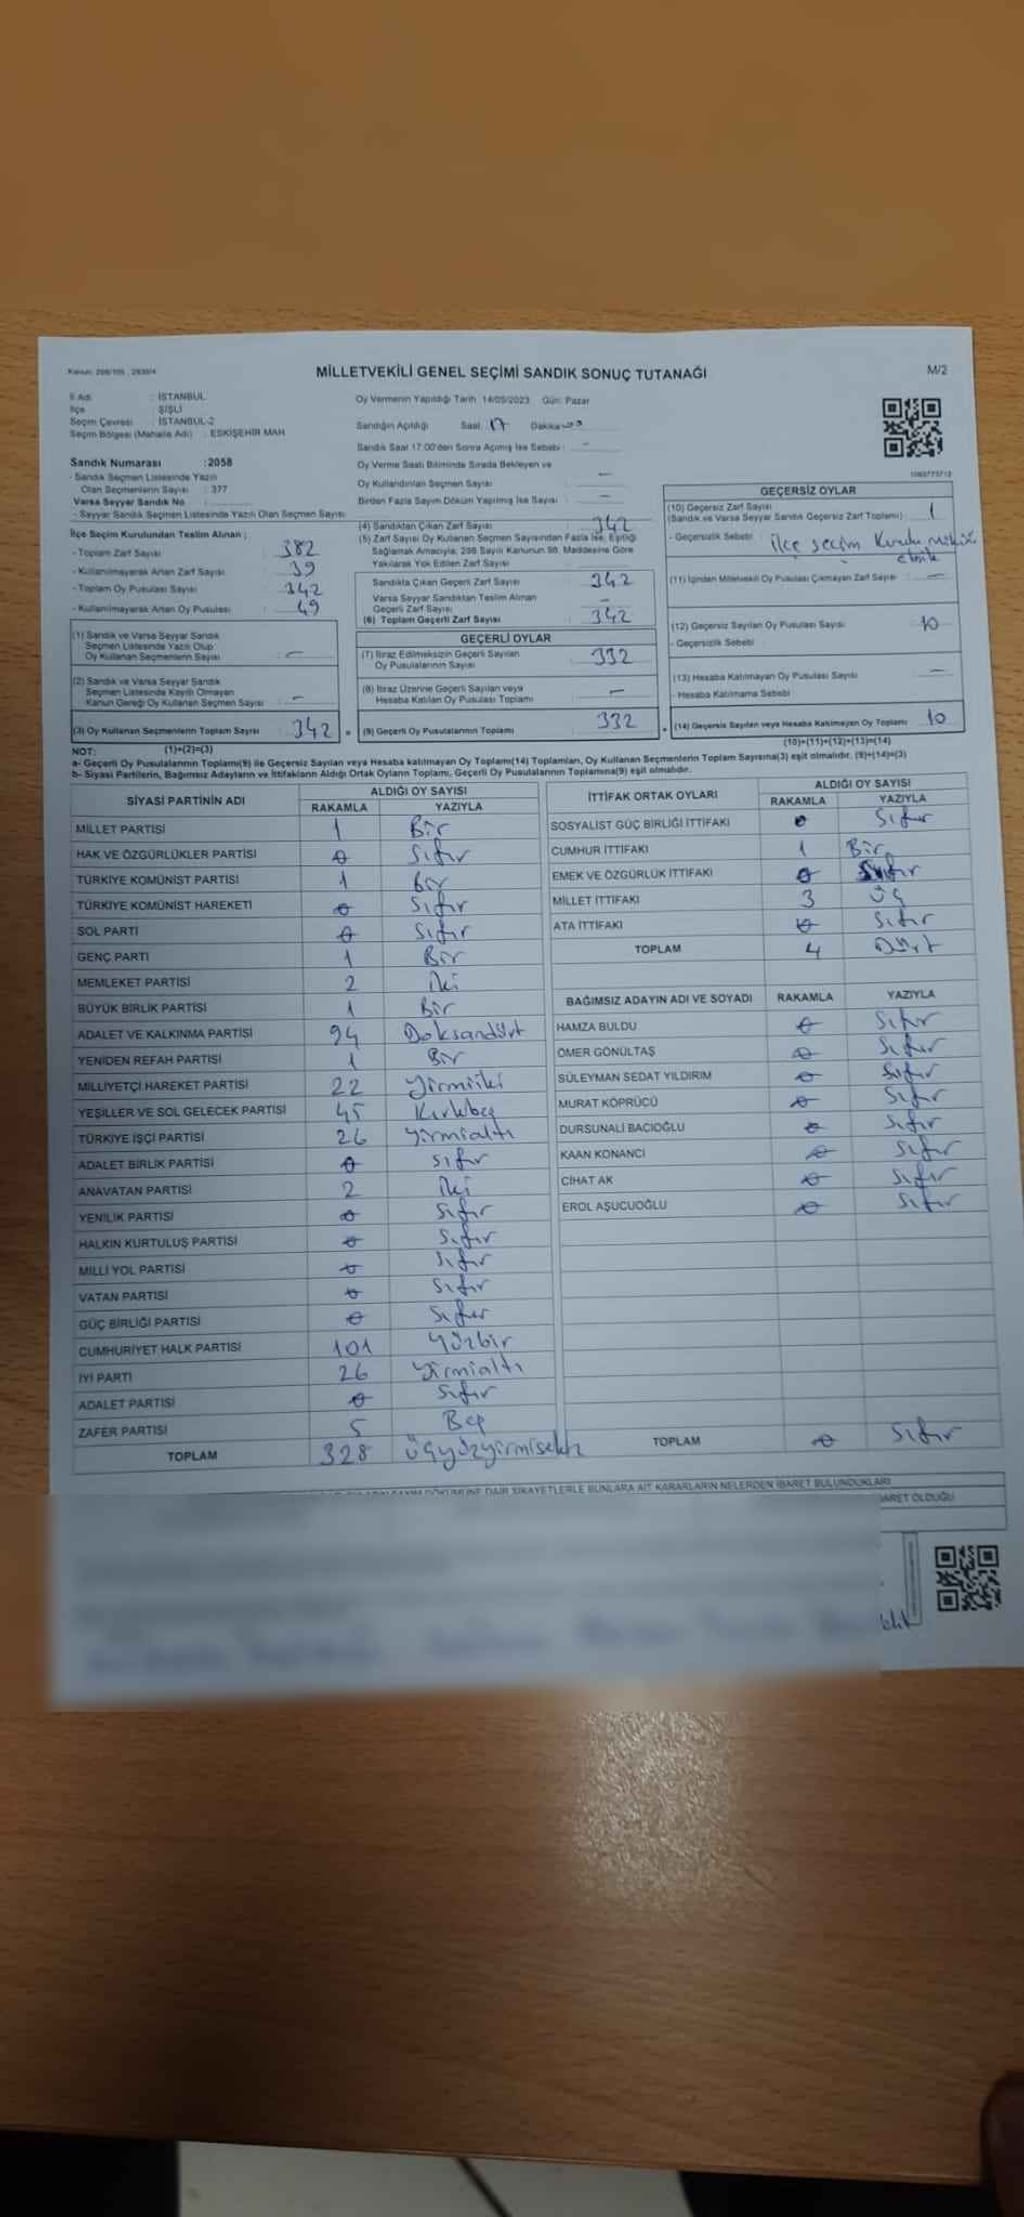 Kanun: 298/105 , 2839/4
MİLLETVEKİLİ GENEL SEÇİMİ SANDIK SONUÇ TUTANAĞI
M/2
İl Adı : İSTANBUL
İlçe : ŞİŞLİ
Seçim Çevresi : İSTANBUL-2
Seçim Bölgesi (Mahalle Adı) : ESKİŞEHİR MAH
Sandık Numarası :2058
- Sandık Seçmen Listesinde Yazılı
Olan Seçmenlerin Sayısı : 377
Varsa Seyyar Sandık No
- Seyyar Sandık Seçmen Listesinde Yazılı Olan Seçmen Sayısı:
İlçe Seçim Kurulundan Teslim Alınan ;
- Toplam Zarf Sayısı : 382
- Kullanılmayarak Artan Zarf Sayısı : 39
- Toplam Oy Pusulası Sayısı : 342
- Kullanılmayarak Artan Oy Pusulası : 49
(1) Sandık ve Varsa Seyyar Sandık
Seçmen Listesinde Yazılı Olup
Oy Kullanan Seçmenlerin Sayısı : –
(2) Sandık ve Varsa Seyyar Sandık
Seçmen Listesinde Kayıtlı Olmayan
Kanun Gereği Oy Kullanan Seçmen Sayısı : –
(3) Oy Kullanan Seçmenlerin Toplam Sayısı : 342
(1)+(2)=(3)
Oy Vermenin Yapıldığı Tarih 14/05/2023 Gün: Pazar
Sandığın Açıldığı Saat: 17 Dakika
Sandık Saat 17:00'den Sonra Açılmış İse Sebebi : –
Oy Verme Saati Bitiminde Sırada Bekleyen ve
Oy Kullandırılan Seçmen Sayısı : –
Birden Fazla Sayım Döküm Yapılmış İse Sayısı : –
(4) Sandıktan Çıkan Zarf Sayısı : 342
(5) Zarf Sayısı Oy Kullanan Seçmen Sayısından Fazla İse, Eşitliği
Sağlamak Amacıyla, 298 Sayılı Kanunun 98. Maddesine Göre
Yakılarak Yok Edilen Zarf Sayısı
Sandıkta Çıkan Geçerli Zarf Sayısı : 342
Varsa Seyyar Sandıktan Teslim Alınan
Geçerli Zarf Sayısı : –
(6) Toplam Geçerli Zarf Sayısı : 342
GEÇERLİ OYLAR
(7) İtiraz Edilmeksizin Geçerli Sayılan
Oy Pusulalarının Sayısı : 332
(8) İtiraz Üzerine Geçerli Sayılan veya
Hesaba Katılan Oy Pusulası Toplamı : –
(9) Geçerli Oy Pusulalarının Toplamı : 332
GEÇERSİZ OYLAR
(10) Geçersiz Zarf Sayısı
(Sandık ve Varsa Seyyar Sandık Geçersiz Zarf Toplamı) : 1
- Geçersizlik Sebebi : ilçe seçim Kurulu
(11) İçinden Milletvekili Oy Pusulası Çıkmayan Zarf Sayısı : –
(12) Geçersiz Sayılan Oy Pusulası Sayısı : 10
- Geçersizlik Sebebi
(13) Hesaba Katılmayan Oy Pusulası Sayısı : –
- Hesaba Katılmama Sebebi
(14) Geçersiz Sayılan veya Hesaba Katılmayan Oy Toplamı : 10
(10)+(11)+(12)+(13)=(14)
NOT:
a- Geçerli Oy Pusulalarının Toplamı(9) ile Geçersiz Sayılan veya Hesaba katılmayan Oy Toplamı(14) Toplamları, Oy Kullanan Seçmenlerin Toplam Sayısına(3) eşit olmalıdır. (9)+(14)=(3)
b- Siyasi Partilerin, Bağımsız Adayların ve İttifakların Aldığı Ortak Oyların Toplamı, Geçerli Oy Pusulalarının Toplamına(9) eşit olmalıdır.
SİYASİ PARTİNİN ADI
ALDIĞI OY SAYISI
RAKAMLA YAZIYLA
MİLLET PARTİSİ 1 Bir
HAK VE ÖZGÜRLÜKLER PARTİSİ 0 Sıfır
TÜRKİYE KOMÜNİST PARTİSİ 1 Bir
TÜRKİYE KOMÜNİST HAREKETİ 0 Sıfır
SOL PARTİ 0 Sıfır
GENÇ PARTİ 1 Bir
MEMLEKET PARTİSİ 2 iki
BÜYÜK BİRLİK PARTİSİ 1 Bir
ADALET VE KALKINMA PARTİSİ 94 Doksandört
YENİDEN REFAH PARTİSİ 1 Bir
MİLLİYETÇİ HAREKET PARTİSİ 22 Yirmiiki
YEŞİLLER VE SOL GELECEK PARTİSİ 45 Kırkbeş
TÜRKİYE İŞÇİ PARTİSİ 26 Yirmialtı
ADALET BİRLİK PARTİSİ 0 sıfır
ANAVATAN PARTİSİ 2 iki
YENİLİK PARTİSİ 0 Sıfır
HALKIN KURTULUŞ PARTİSİ 0 Sıfır
MİLLİ YOL PARTİSİ 0 Sıfır
VATAN PARTİSİ 0 Sıfır
GÜÇ BİRLİĞİ PARTİSİ 0 Sıfır
CUMHURİYET HALK PARTİSİ 101 Yüzbir
İYİ PARTİ 26 Yirmialtı
ADALET PARTİSİ 0 Sıfır
ZAFER PARTİSİ 5 Beş
TOPLAM 328 üçyüzyirmisekiz
İTTİFAK ORTAK OYLARI
ALDIĞI OY SAYISI
RAKAMLA YAZIYLA
SOSYALİST GÜÇ BİRLİĞİ İTTİFAKI 0 Sıfır
CUMHUR İTTİFAKI 1 Bir
EMEK VE ÖZGÜRLÜK İTTİFAKI 0 Sıfır
MİLLET İTTİFAKI 3 üç
ATA İTTİFAKI 0 Sıfır
TOPLAM 4 Dört
BAĞIMSIZ ADAYIN ADI VE SOYADI RAKAMLA YAZIYLA
HAMZA BULDU 0 Sıfır
ÖMER GÖNÜLTAŞ 0 Sıfır
SÜLEYMAN SEDAT YILDIRIM 0 Sıfır
MURAT KÖPRÜCÜ 0 Sıfır
DURSUNALİ BACIOĞLU 0 Sıfır
KAAN KONANCI 0 Sıfır
CİHAT AK 0 Sıfır
EROL AŞUCUOĞLU 0 Sıfır
TOPLAM 0 Sıfır
DAİR ŞİKAYETLERLE BUNLARA AİT KARARLARIN NELERDEN İBARET BULUNDUKLARI